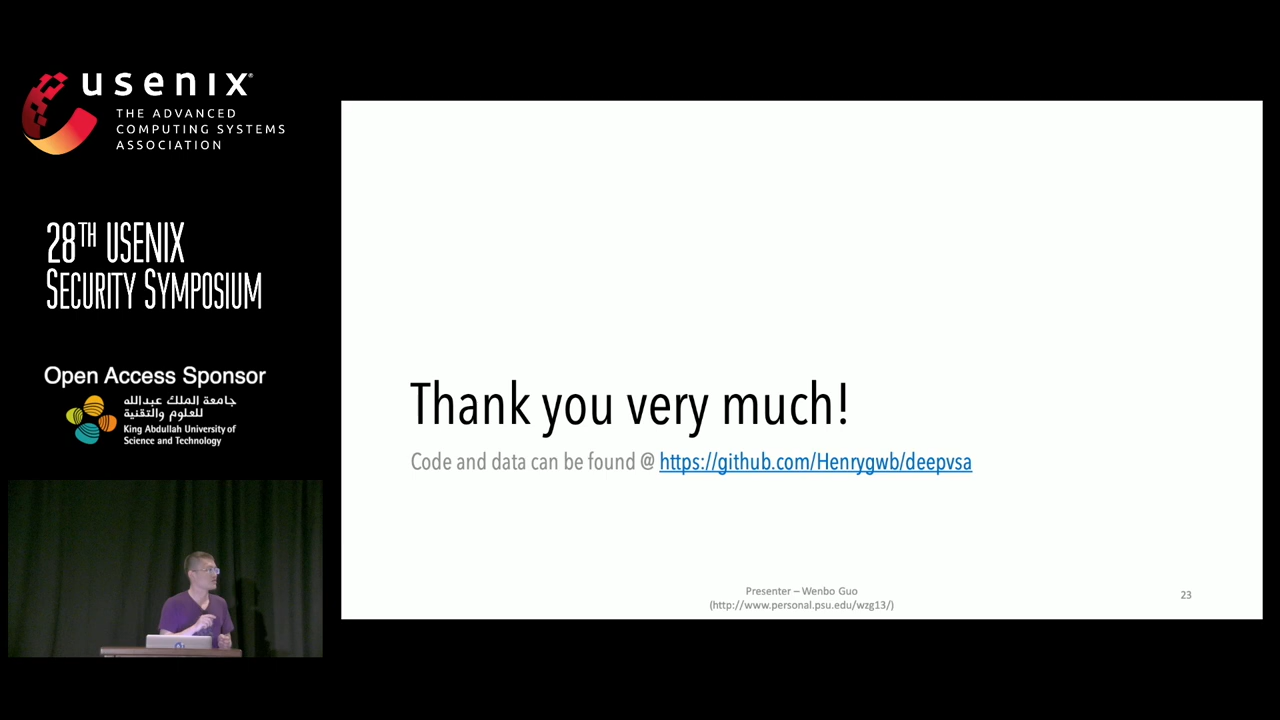 usenix
THE ADVANCED
COMPUTING SYSTEMS
ASSOCIATION
28TH USENIX
SECURITY SYMPOSIUM
Open Access Sponsor
جامعة الملك عبدالله
للعلوم والتقنية
King Abdullah University of
Science and Technology
Thank you very much!
Code and data can be found @ https://github.com/Henrygwb/deepvsa
Presenter – Wenbo Guo
(http://www.personal.psu.edu/wzg13/)
23